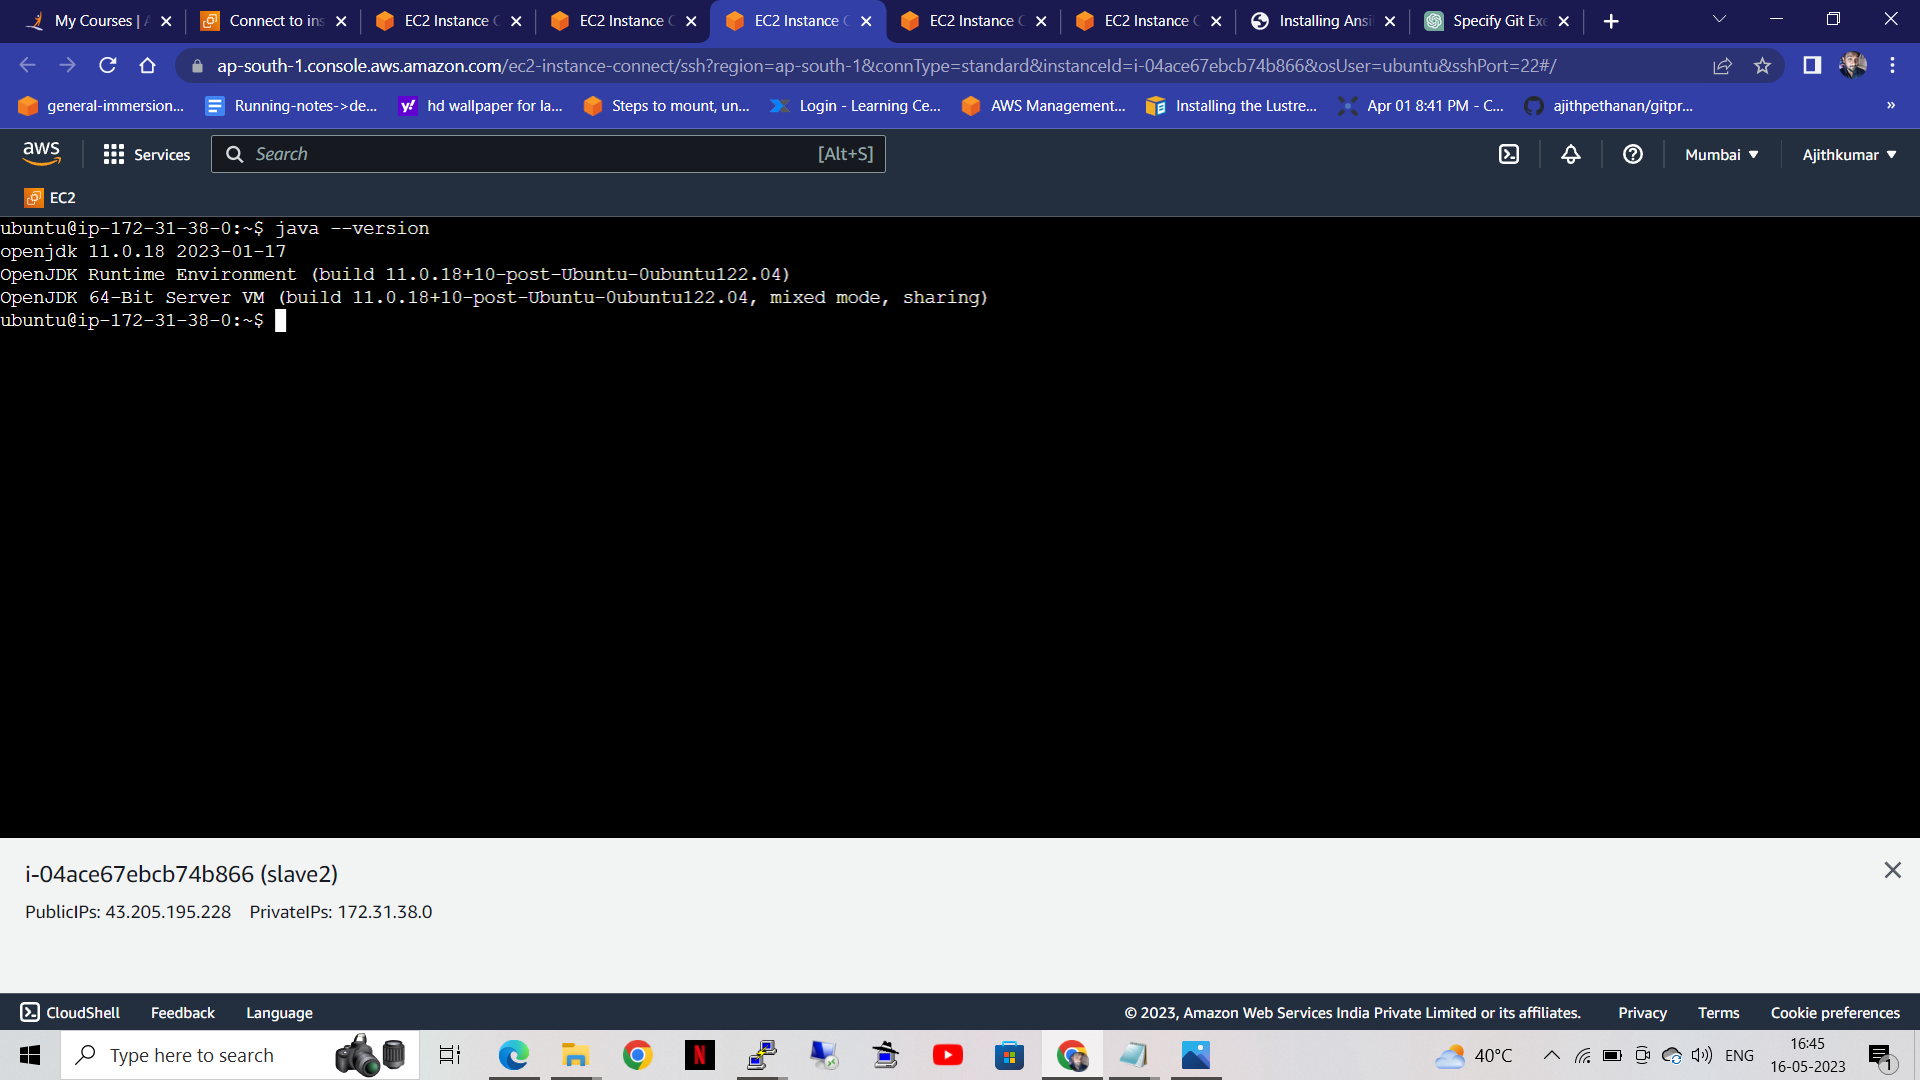 My Courses | A
Connect to ins
EC2 Instance C
EC2 Instance C
EC2 Instance C
EC2 Instance C
EC2 Instance C
Installing Ansi
Specify Git Exe
ap-south-1.console.aws.amazon.com/ec2-instance-connect/ssh?region=ap-south-1&connType=standard&instanceId=i-04ace67ebcb74b866&osUser=ubuntu&sshPort=22#/
general-immersion...
Running-notes->de...
hd wallpaper for la...
Steps to mount, un...
Login - Learning Ce...
AWS Management...
Installing the Lustre...
Apr 01 8:41 PM - C...
ajithpethanan/gitpr...
»
aws
Services
Search
[Alt+S]
Mumbai
Ajithkumar
EC2
ubuntu@ip-172-31-38-0:~$ java --version
openjdk 11.0.18 2023-01-17
OpenJDK Runtime Environment (build 11.0.18+10-post-Ubuntu-0ubuntu122.04)
OpenJDK 64-Bit Server VM (build 11.0.18+10-post-Ubuntu-0ubuntu122.04, mixed mode, sharing)
ubuntu@ip-172-31-38-0:~$
i-04ace67ebcb74b866 (slave2)
PublicIPs: 43.205.195.228 PrivateIPs: 172.31.38.0
CloudShell
Feedback
Language
© 2023, Amazon Web Services India Private Limited or its affiliates.
Privacy
Terms
Cookie preferences
Type here to search
40°C
ENG
16:45
16-05-2023
1